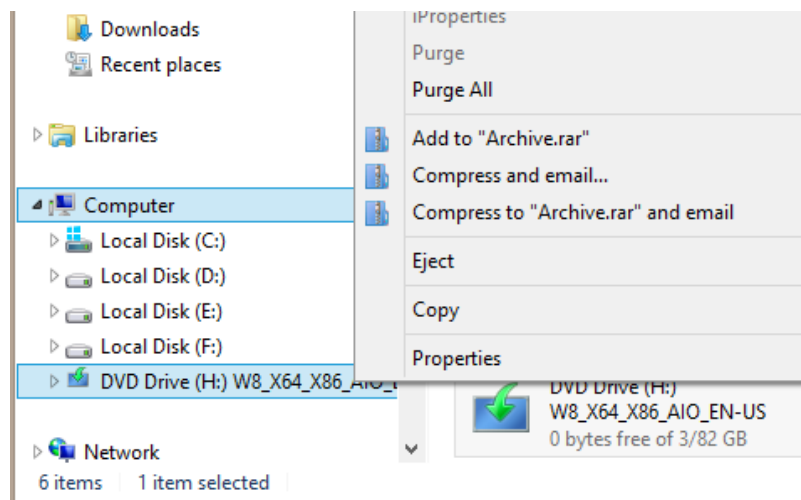 Downloads
Recent places
Libraries
Computer
Local Disk (C:)
Local Disk (D:)
Local Disk (E:)
Local Disk (F:)
DVD Drive (H:) W8_X64_X86_AIO_E
Network
6 items 1 item selected
iProperties
Purge
Purge All
Add to "Archive.rar"
Compress and email...
Compress to "Archive.rar" and email
Eject
Copy
Properties
DVD Drive (H:)
W8_X64_X86_AIO_EN-US
0 bytes free of 3/82 GB